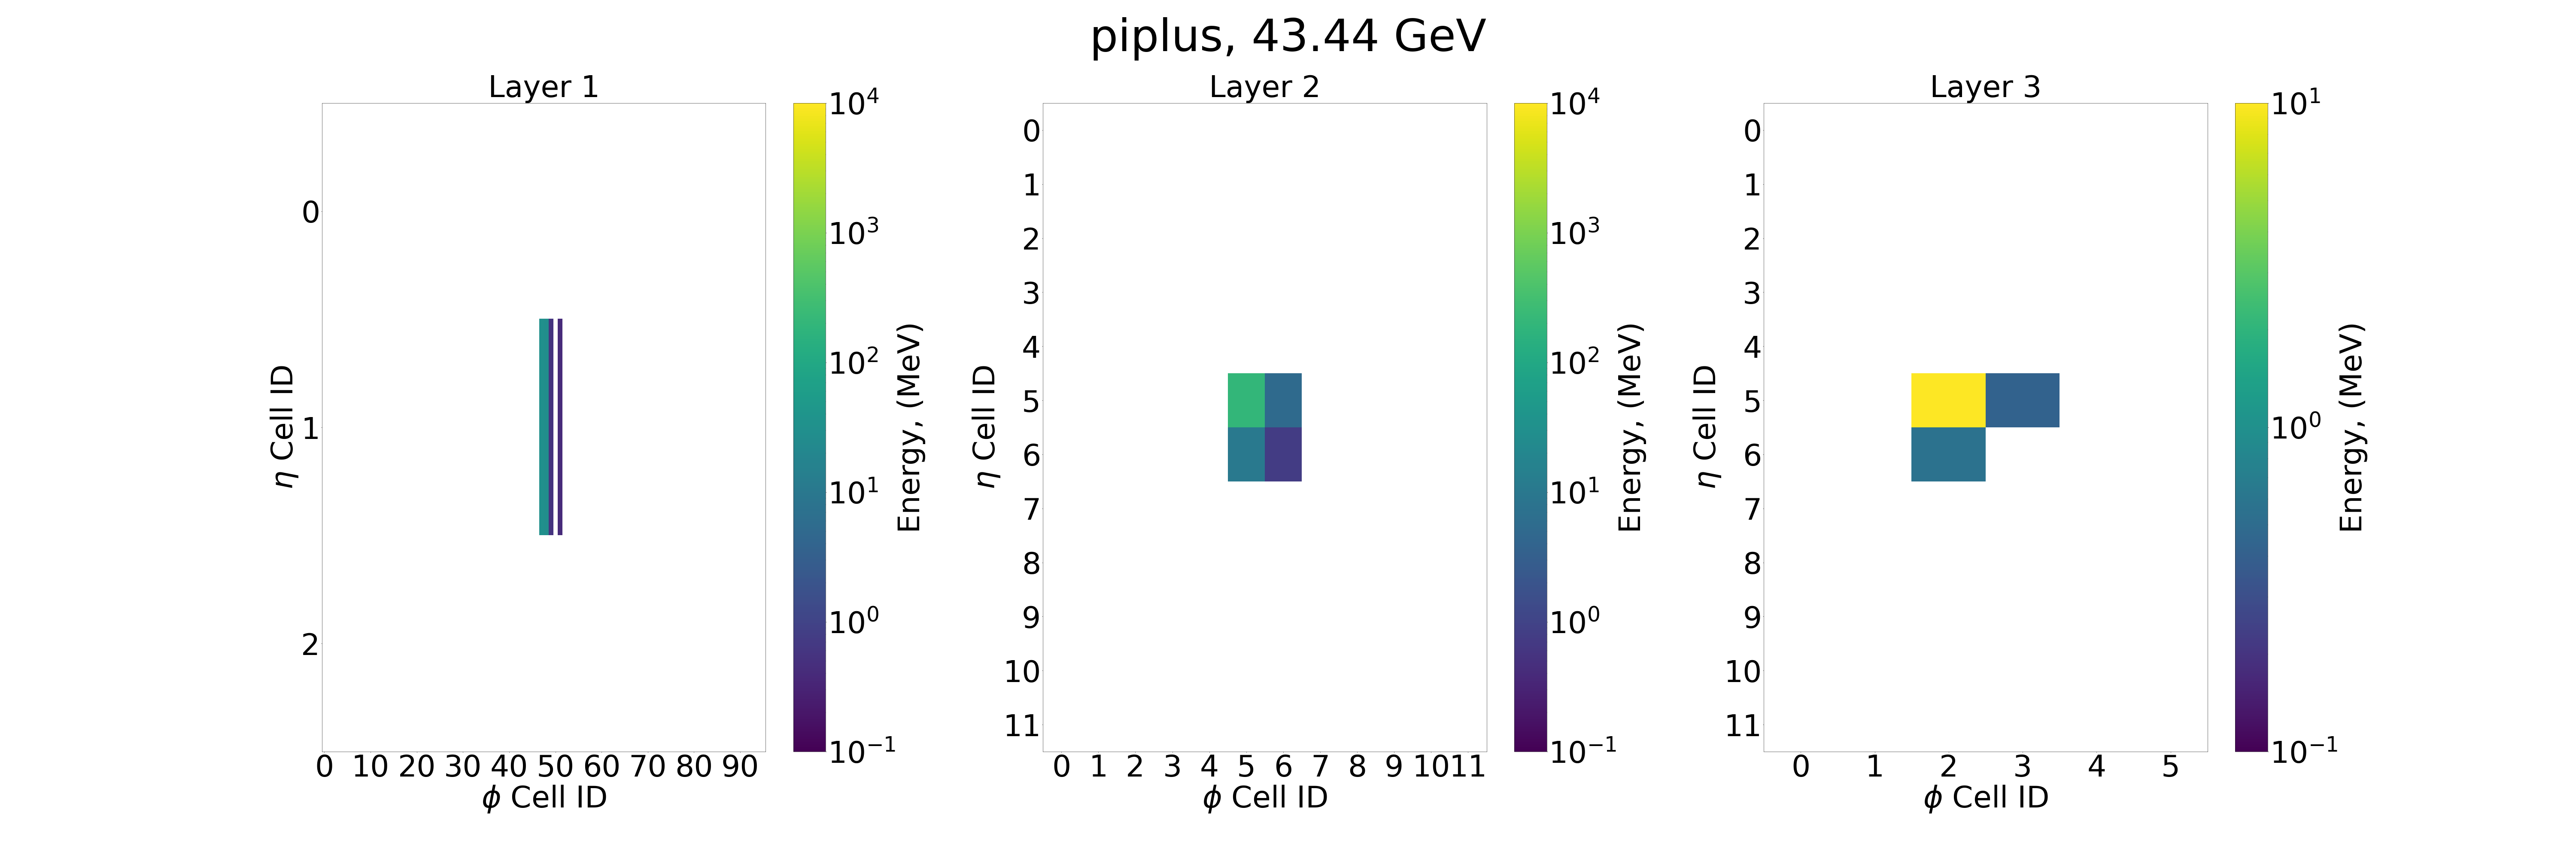 piplus, 43.44 GeV
Layer 1
η Cell ID
0
1
2
0 10 20 30 40 50 60 70 80 90
ϕ Cell ID
10⁴
10³
10²
10¹
10⁰
10⁻¹
Energy, (MeV)
Layer 2
η Cell ID
0
1
2
3
4
5
6
7
8
9
10
11
0 1 2 3 4 5 6 7 8 9 10 11
ϕ Cell ID
10⁴
10³
10²
10¹
10⁰
10⁻¹
Energy, (MeV)
Layer 3
η Cell ID
0
1
2
3
4
5
6
7
8
9
10
11
0 1 2 3 4 5
ϕ Cell ID
10¹
10⁰
10⁻¹
Energy, (MeV)